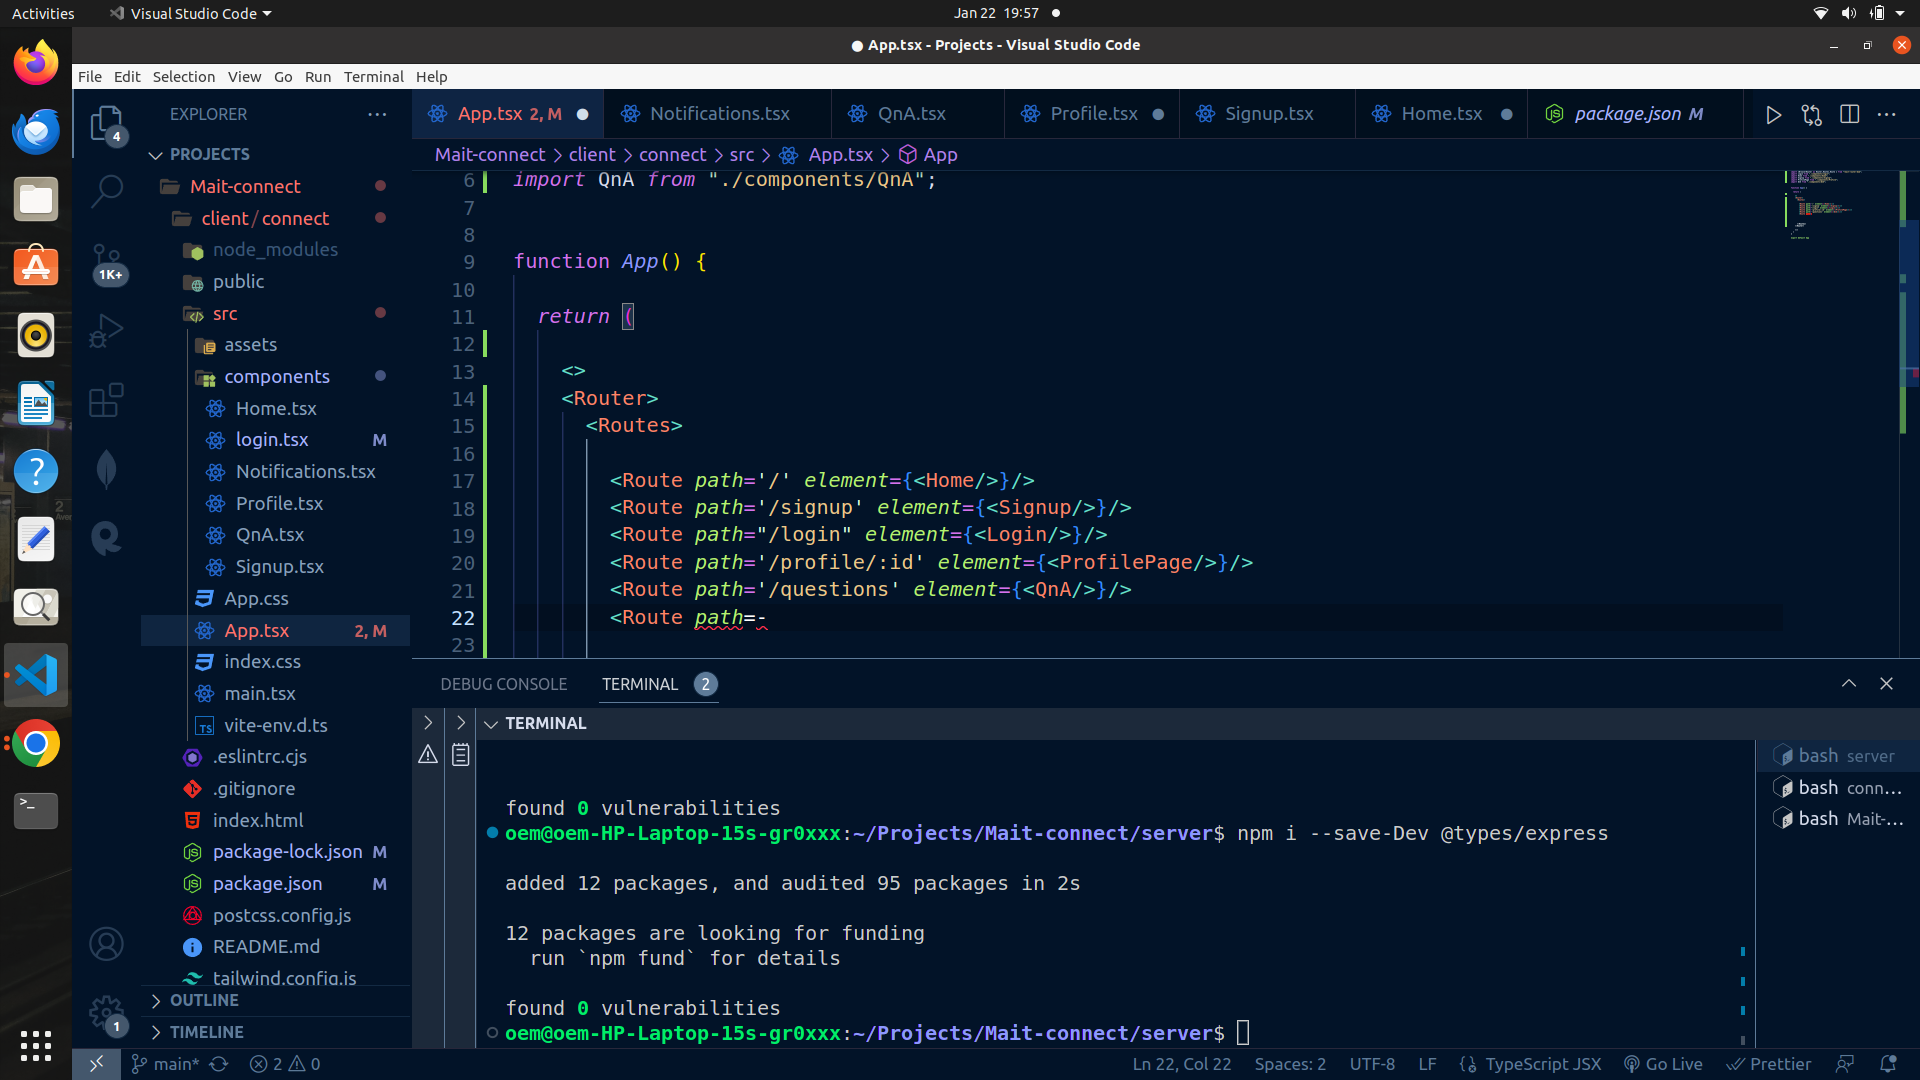 Activities
Visual Studio Code
Jan 22 19:57
● App.tsx - Projects - Visual Studio Code
File Edit Selection View Go Run Terminal Help
EXPLORER
App.tsx 2, M
Notifications.tsx
QnA.tsx
Profile.tsx
Signup.tsx
Home.tsx
package.json M
4
PROJECTS
Mait-connect > client > connect > src > App.tsx > App
Mait-connect
client / connect
node_modules
1K+
public
src
assets
components
Home.tsx
login.tsx M
Notifications.tsx
Profile.tsx
QnA.tsx
Signup.tsx
App.css
App.tsx 2, M
index.css
main.tsx
TS vite-env.d.ts
.eslintrc.cjs
.gitignore
index.html
package-lock.json M
package.json M
postcss.config.js
README.md
tailwind.config.js
OUTLINE
1
TIMELINE
6 import QnA from "./components/QnA";
7
8
9 function App() {
10
11 return (
12
13 <>
14 <Router>
15 <Routes>
16
17 <Route path='/' element={<Home/>}/>
18 <Route path='/signup' element={<Signup/>}/>
19 <Route path="/login" element={<Login/>}/>
20 <Route path='/profile/:id' element={<ProfilePage/>}/>
21 <Route path='/questions' element={<QnA/>}/>
22 <Route path=-
23
DEBUG CONSOLE TERMINAL 2
TERMINAL
found 0 vulnerabilities
oem@oem-HP-Laptop-15s-gr0xxx:~/Projects/Mait-connect/server$ npm i --save-Dev @types/express
added 12 packages, and audited 95 packages in 2s
12 packages are looking for funding
run `npm fund` for details
found 0 vulnerabilities
oem@oem-HP-Laptop-15s-gr0xxx:~/Projects/Mait-connect/server$
bash server
bash conn...
bash Mait-...
main* 2 0
Ln 22, Col 22 Spaces: 2 UTF-8 LF TypeScript JSX Go Live Prettier